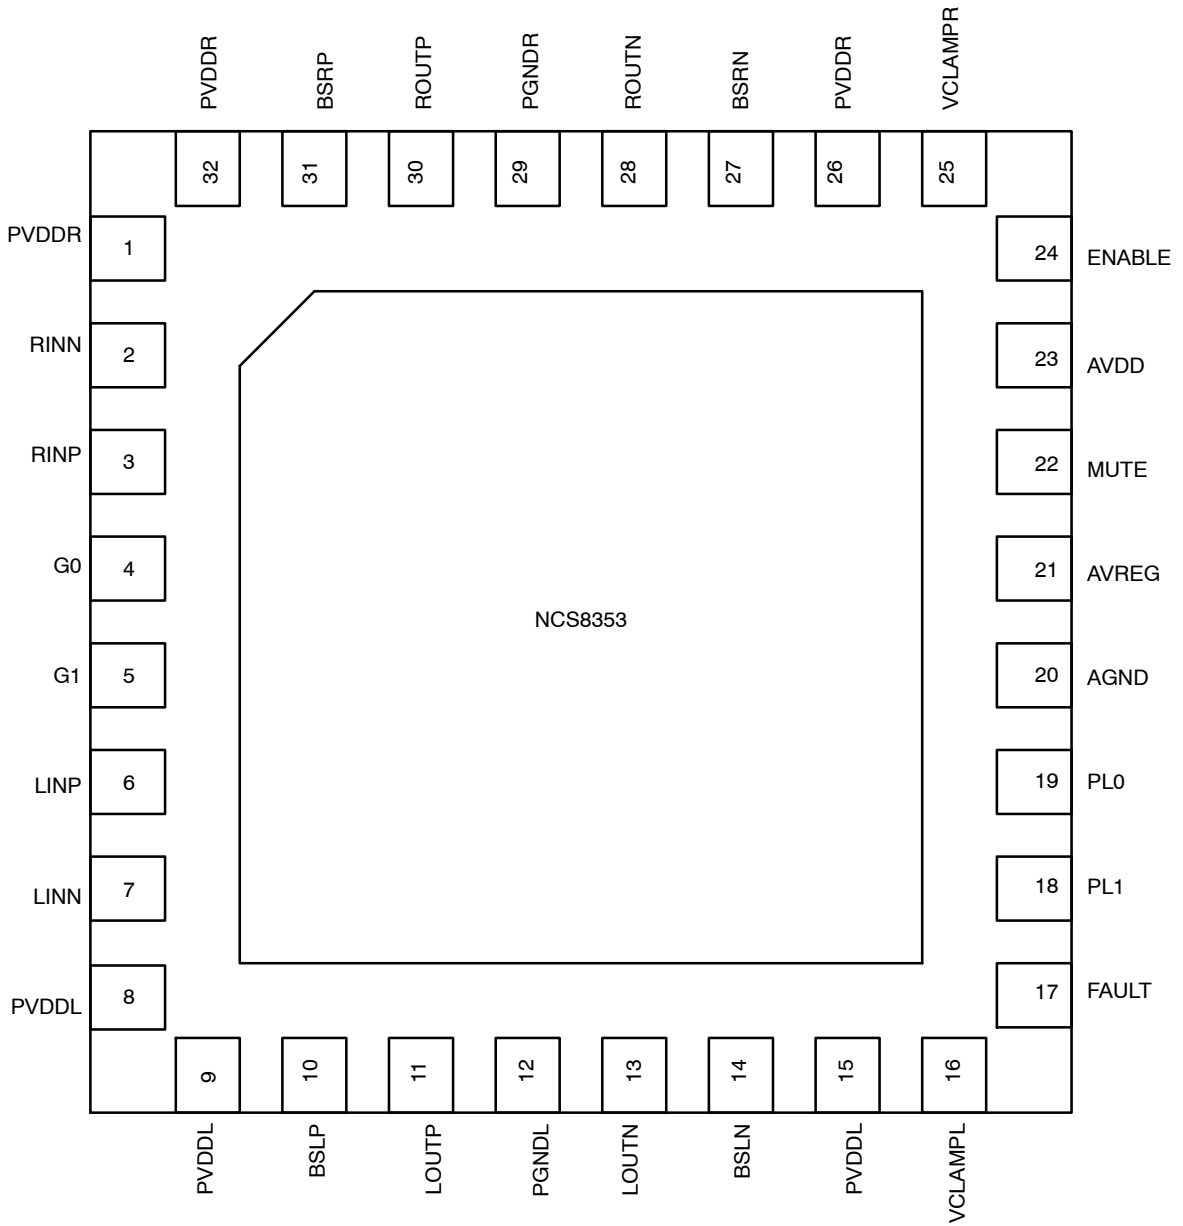 PVDDR
BSRP
ROUTP
PGNDR
ROUTN
BSRN
PVDDR
VCLAMPR
32
31
30
29
28
27
26
25
PVDDR 1
24 ENABLE
RINN 2
23 AVDD
RINP 3
22 MUTE
G0 4
21 AVREG
NCS8353
G1 5
20 AGND
LINP 6
19 PL0
LINN 7
18 PL1
PVDDL 8
17 FAULT
9
10
11
12
13
14
15
16
PVDDL
BSLP
LOUTP
PGNDL
LOUTN
BSLN
PVDDL
VCLAMPL